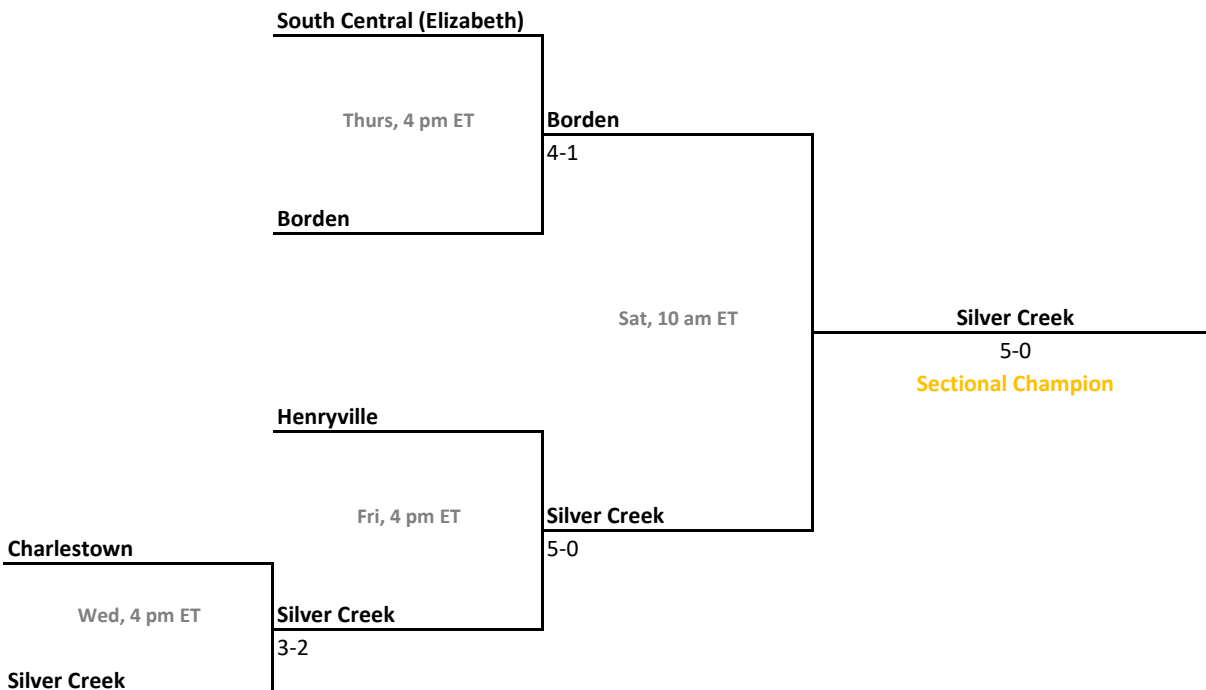 South Central (Elizabeth)
Thurs, 4 pm ET
Borden
4-1
Borden
Sat, 10 am ET
Silver Creek
5-0
Sectional Champion
Henryville
Fri, 4 pm ET
Silver Creek
5-0
Charlestown
Wed, 4 pm ET
Silver Creek
3-2
Silver Creek